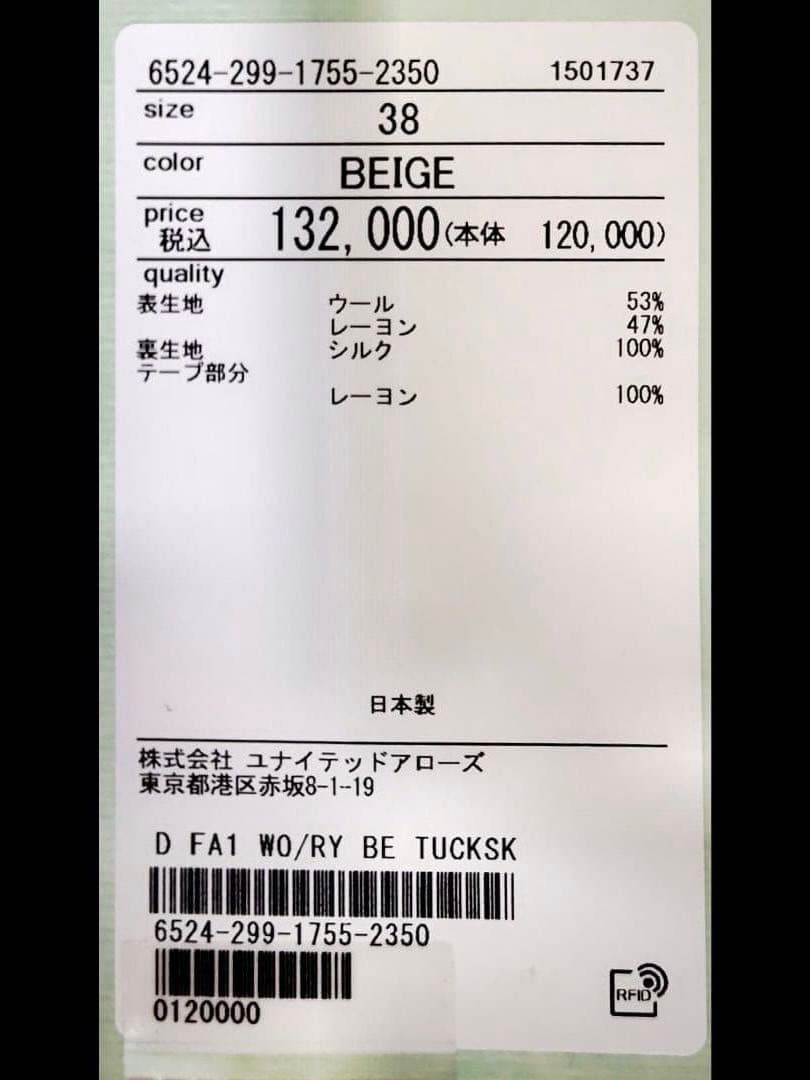 6524-299-1755-2350 1501737
size 38
color BEIGE
price 税込 132,000(本体 120,000)
quality
表生地 ウール 53%
レーヨン 47%
裏生地 シルク 100%
テープ部分
レーヨン 100%
日本製
株式会社 ユナイテッドアローズ
東京都港区赤坂8-1-19
D FA1 WO/RY BE TUCKSK
6524-299-1755-2350
0120000
RFID